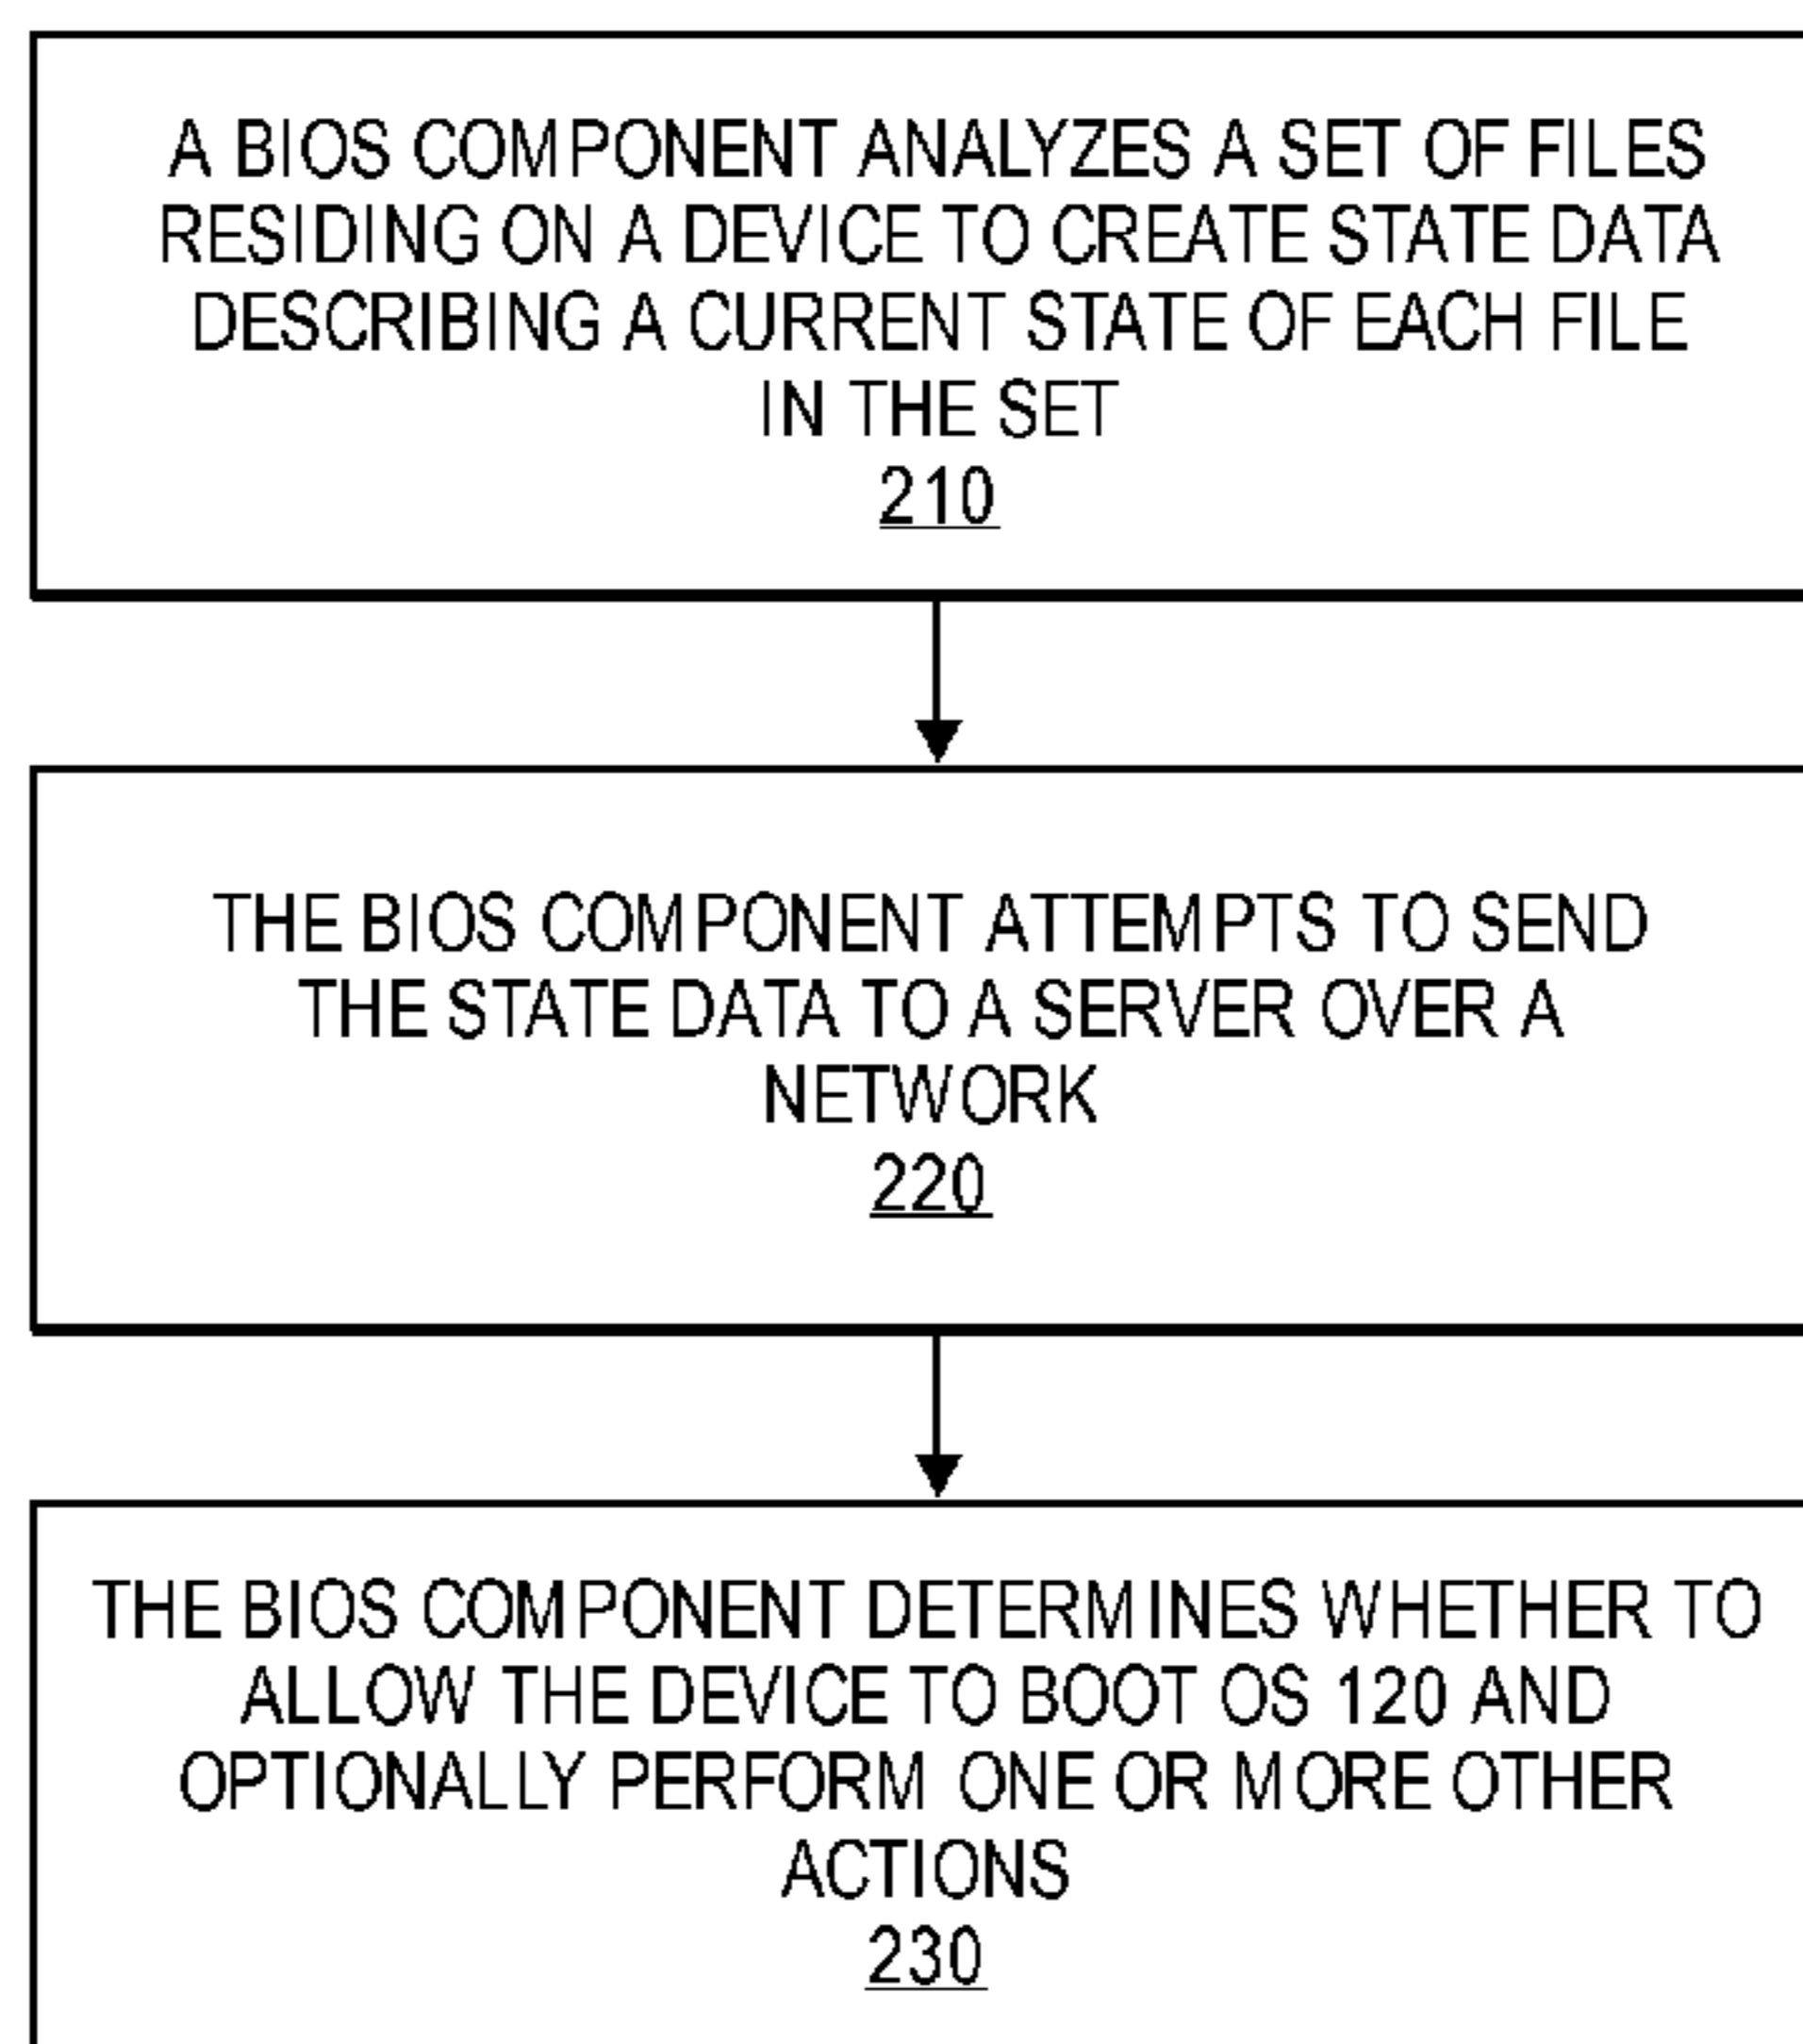 A BIOS COMPONENT ANALYZES A SET OF FILES
RESIDING ON A DEVICE TO CREATE STATE DATA
DESCRIBING A CURRENT STATE OF EACH FILE
IN THE SET
210
THE BIOS COMPONENT ATTEMPTS TO SEND
THE STATE DATA TO A SERVER OVER A
NETWORK
220
THE BIOS COMPONENT DETERMINES WHETHER TO
ALLOW THE DEVICE TO BOOT OS 120 AND
OPTIONALLY PERFORM ONE OR MORE OTHER
ACTIONS
230